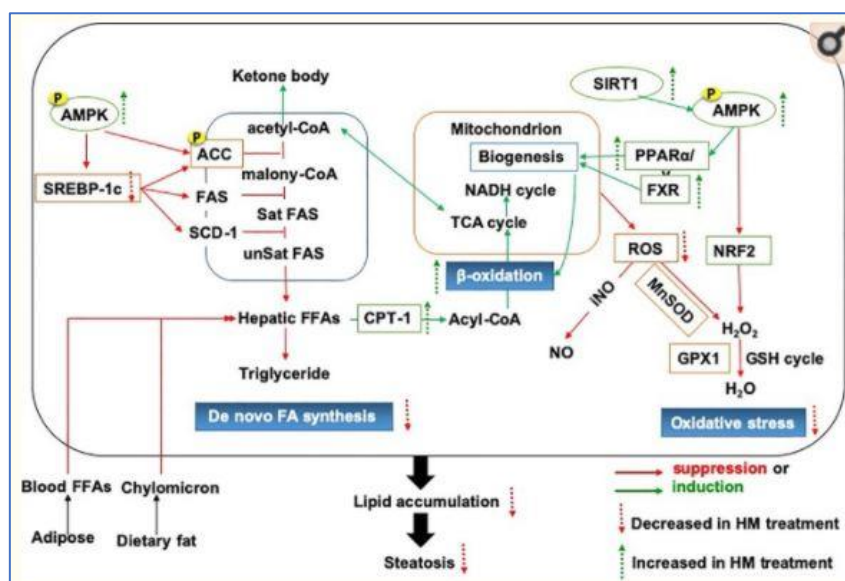 Ketone body
P
AMPK
acetyl-CoA
P
ACC
malony-CoA
SREBP-1c
FAS
Sat FAS
SCD-1
unSat FAS
Hepatic FFAs
CPT-1
Acyl-CoA
Triglyceride
De novo FA synthesis
Mitochondrion
Biogenesis
NADH cycle
TCA cycle
β-oxidation
SIRT1
P
AMPK
PPARα/
γ
FXR
ROS
NRF2
iNO
MnSOD
NO
H2O2
GPX1
GSH cycle
H2O
Oxidative stress
Blood FFAs
Chylomicron
Adipose
Dietary fat
Lipid accumulation
Steatosis
suppression or
induction
Decreased in HM treatment
Increased in HM treatment